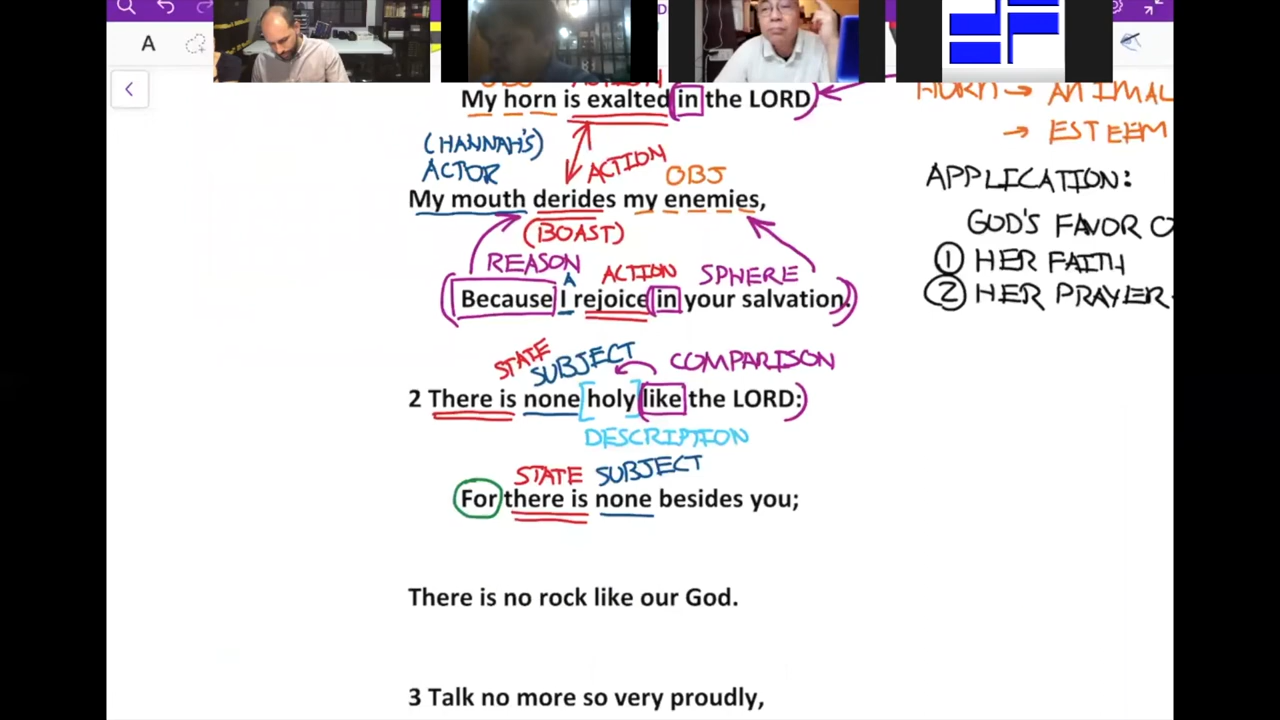 A
My horn is exalted in the LORD)
HORN → ANIMAL
→ ESTEEM
(HANNAH'S)
ACTOR
ACTION
OBJ
My mouth derides my enemies,
(BOAST)
APPLICATION:
GOD'S FAVOR
① HER FAITH
② HER PRAYER
REASON
A
ACTION
SPHERE
(Because I rejoice in your salvation.)
STATE
SUBJECT
COMPARISON
2 There is none [holy] (like the LORD:)
DESCRIPTION
STATE
SUBJECT
For there is none besides you;
There is no rock like our God.
3 Talk no more so very proudly,